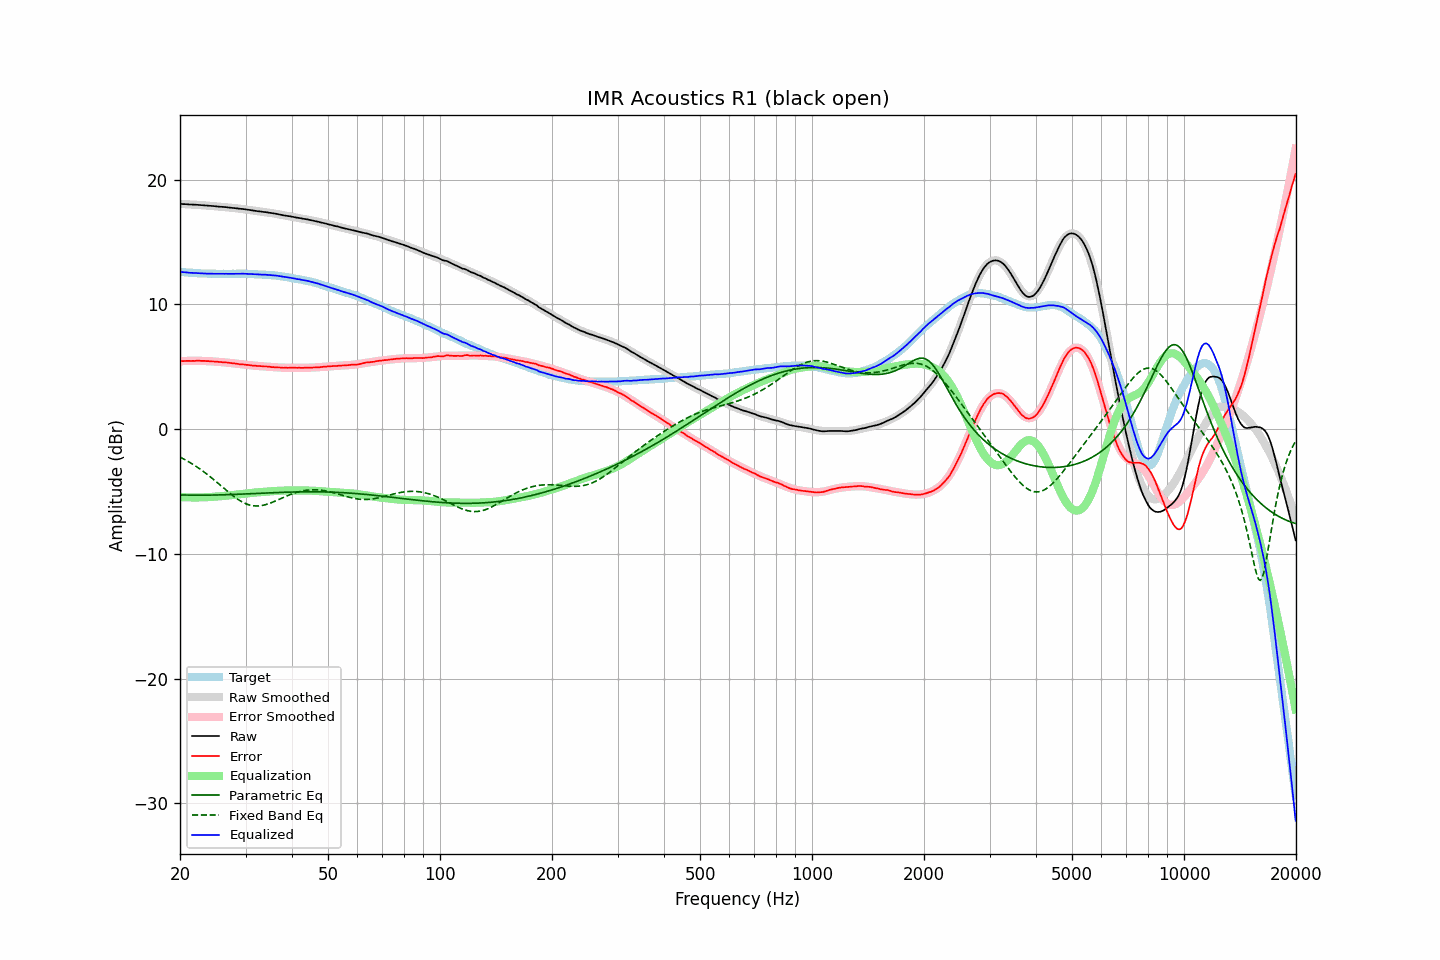 IMR Acoustics R1 (black open)
Amplitude (dBr)
20
10
0
−10
−20
−30
Target
Raw Smoothed
Error Smoothed
Raw
Error
Equalization
Parametric Eq
Fixed Band Eq
Equalized
20 50 100 200 500 1000 2000 5000 10000 20000
Frequency (Hz)